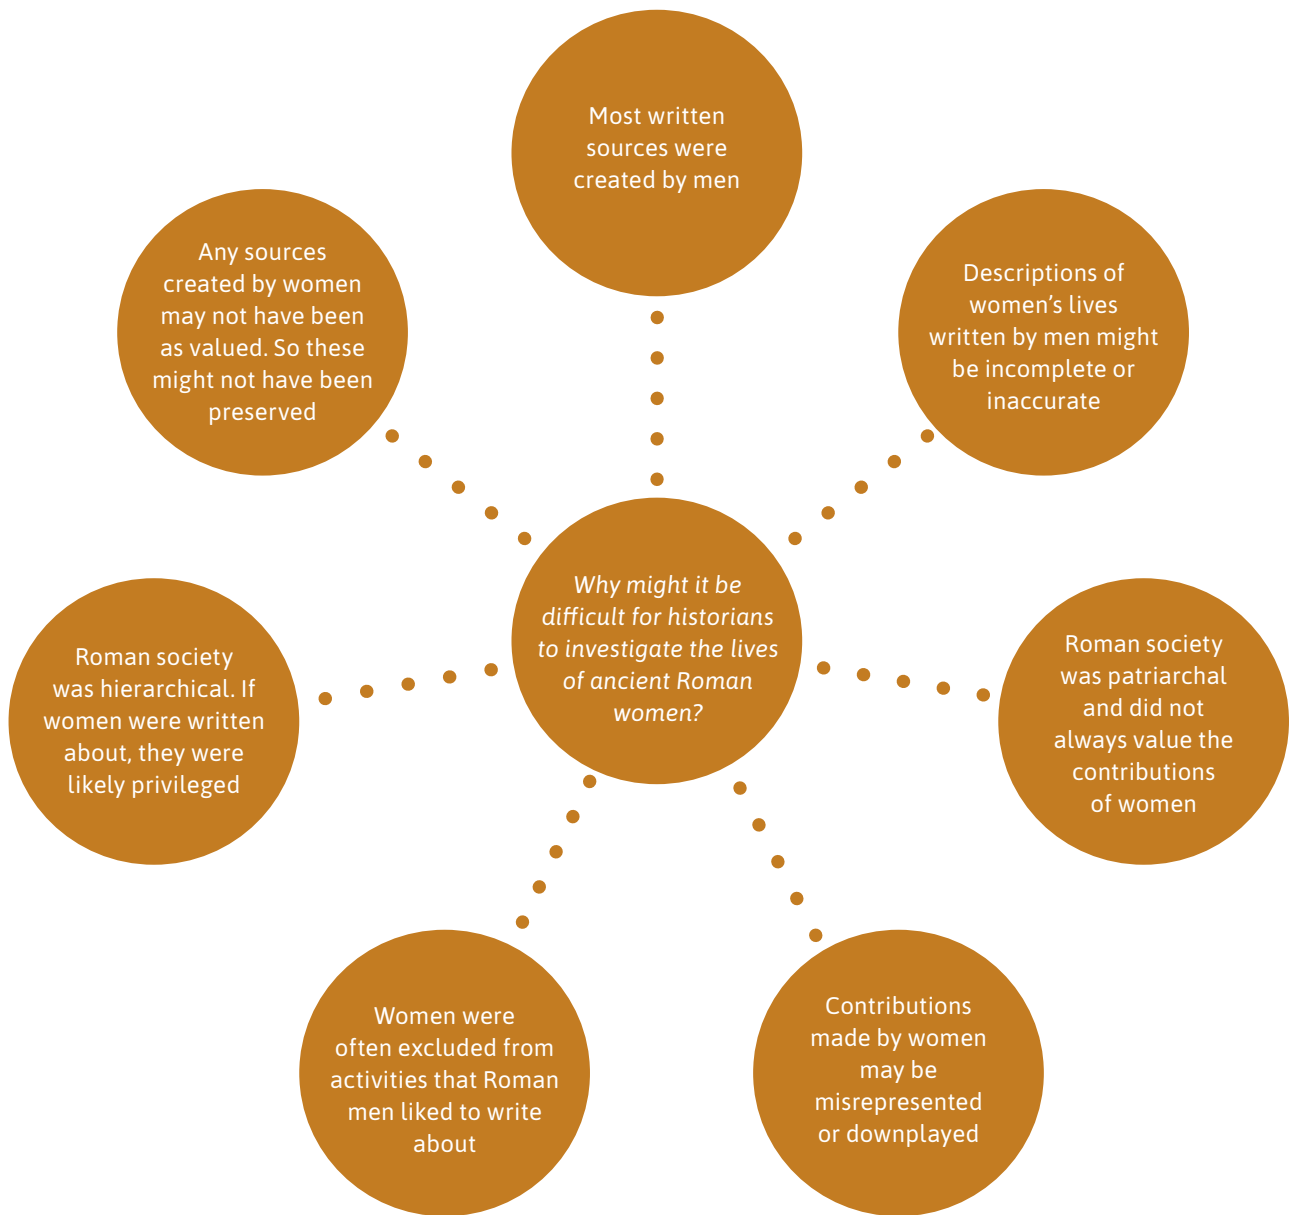 Most written
sources were
created by men
Any sources
created by women
may not have been
as valued. So these
might not have been
preserved
Descriptions of
women’s lives
written by men might
be incomplete or
inaccurate
Why might it be
difficult for historians
to investigate the lives
of ancient Roman
women?
Roman society
was hierarchical. If
women were written
about, they were
likely privileged
Roman society
was patriarchal
and did not
always value the
contributions
of women
Women were
often excluded from
activities that Roman
men liked to write
about
Contributions
made by women
may be
misrepresented
or downplayed